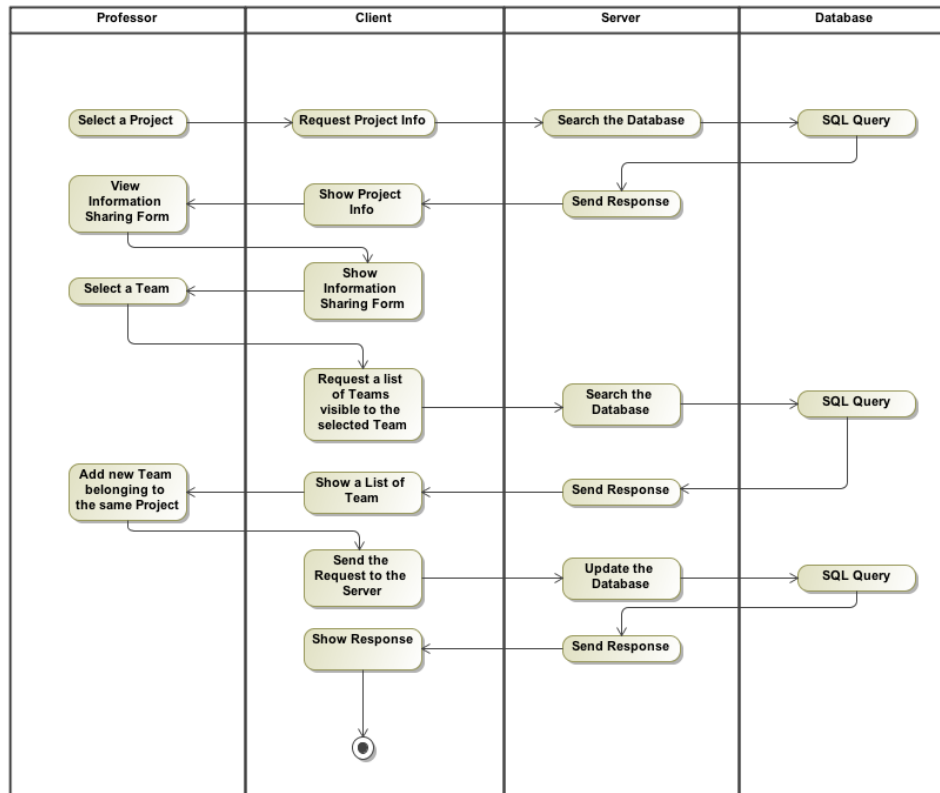 Professor
Client
Server
Database
Select a Project
Request Project Info
Search the Database
SQL Query
View
Information
Sharing Form
Show Project
Info
Send Response
Select a Team
Show
Information
Sharing Form
Request a list
of Teams
visible to the
selected Team
Search the
Database
SQL Query
Add new Team
belonging to
the same Project
Show a List of
Team
Send Response
Send the
Request to the
Server
Update the
Database
SQL Query
Show Response
Send Response